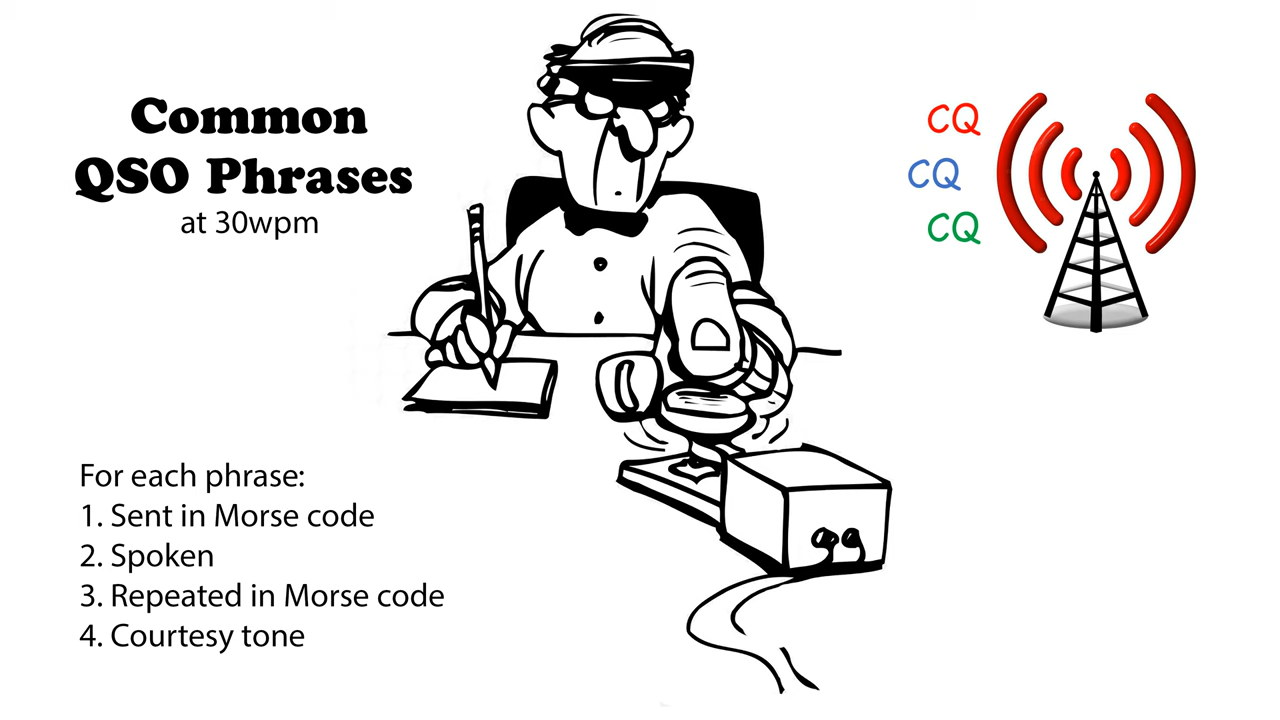 Common
QSO Phrases
at 30wpm
CQ
CQ
CQ
For each phrase:
1. Sent in Morse code
2. Spoken
3. Repeated in Morse code
4. Courtesy tone